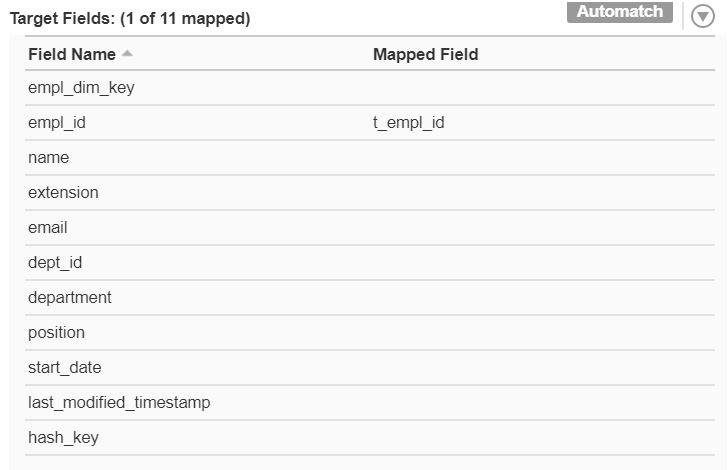 Target Fields: (1 of 11 mapped) Automatch
Field Name Mapped Field
empl_dim_key
empl_id t_empl_id
name
extension
email
dept_id
department
position
start_date
last_modified_timestamp
hash_key